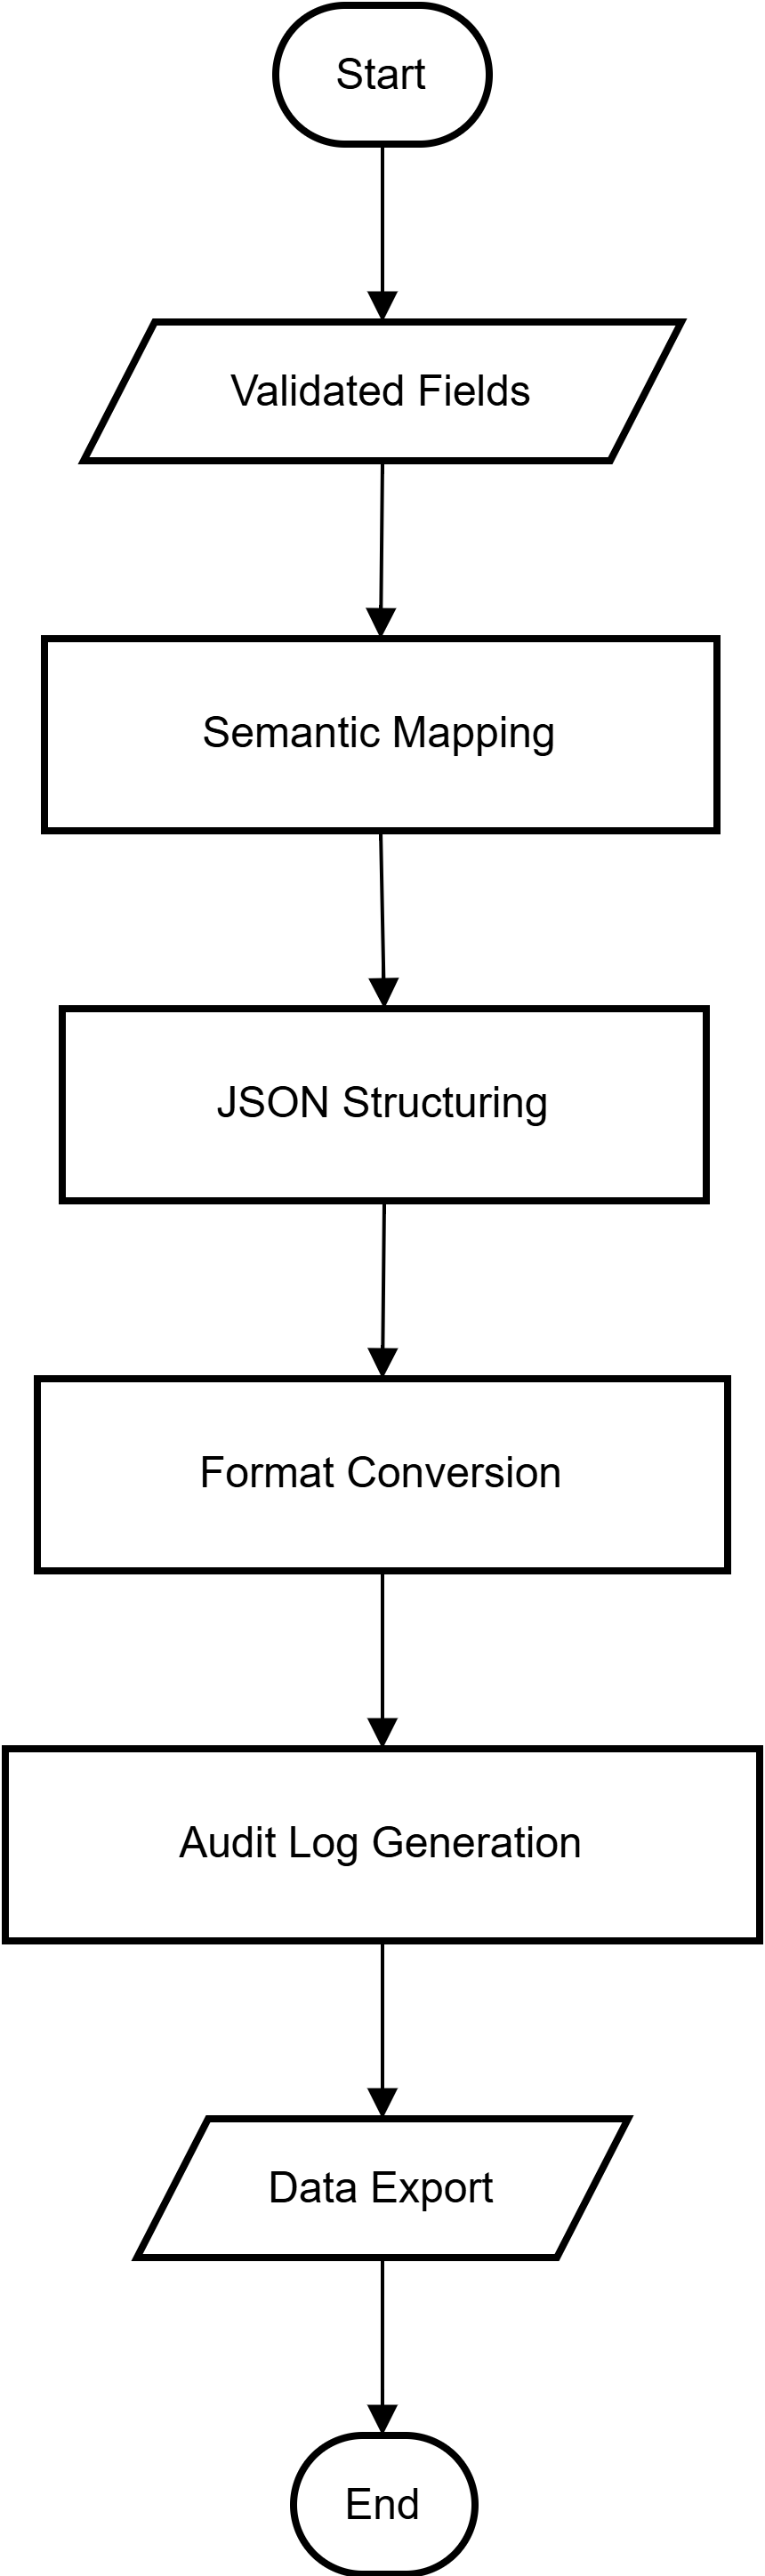 Start
Validated Fields
Semantic Mapping
JSON Structuring
Format Conversion
Audit Log Generation
Data Export
End